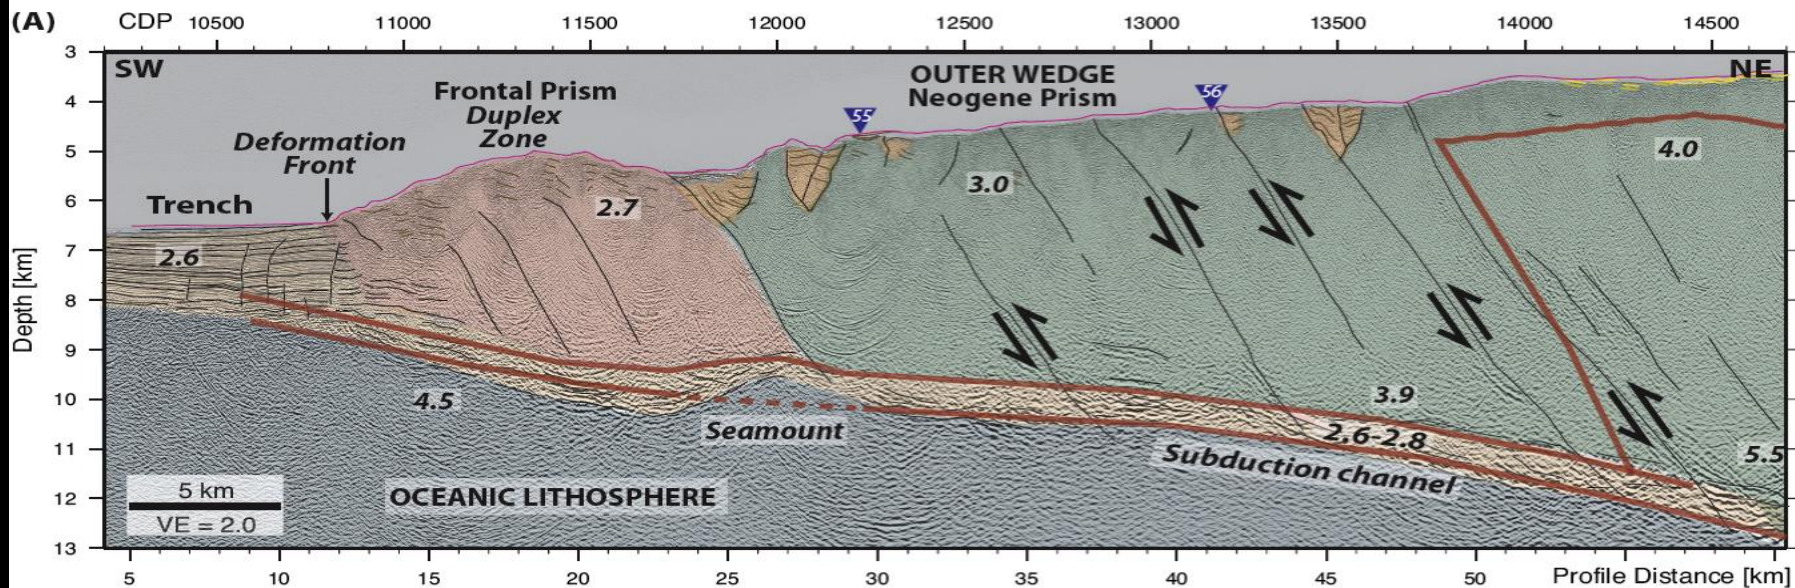 (A)
CDP 10500 11000 11500 12000 12500 13000 13500 14000 14500
3
4
5
6
7
8
9
10
11
12
13
Depth [km]
SW
NE
Frontal Prism
Duplex
Zone
OUTER WEDGE
Neogene Prism
Deformation
Front
Trench
55
56
2.6
2.7
3.0
4.0
4.5
3.9
2,6-2.8
5.5
Seamount
Subduction channel
OCEANIC LITHOSPHERE
5 km
VE = 2.0
5 10 15 20 25 30 35 40 45 50 Profile Distance [km]